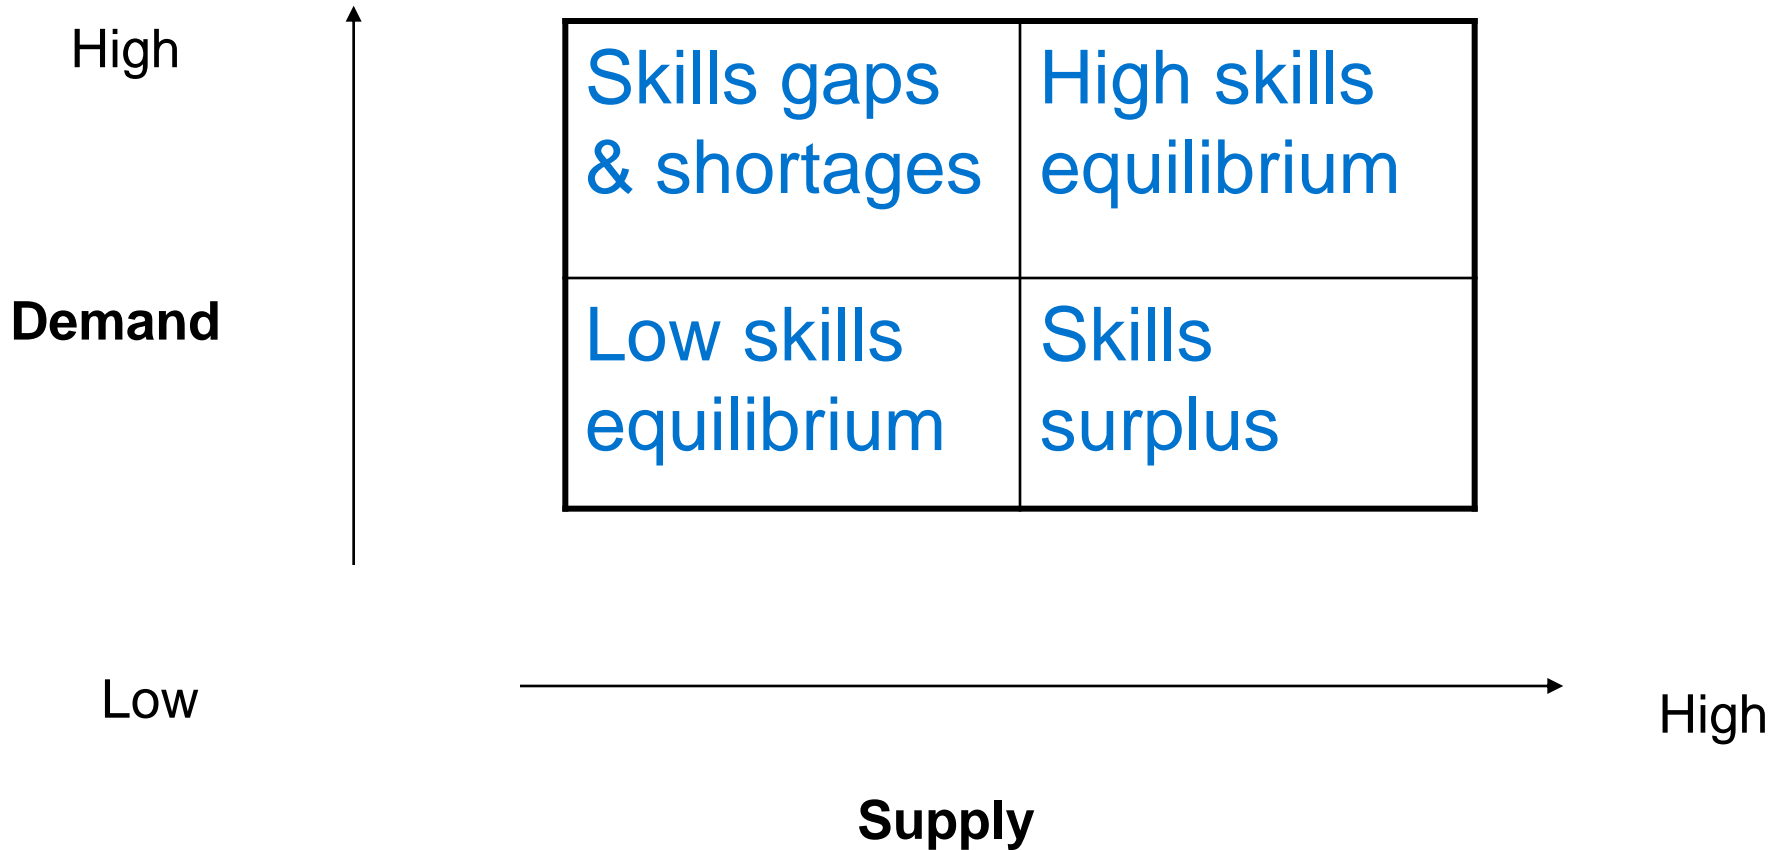 High
Skills gaps
& shortages
High skills
equilibrium
Demand
Low skills
equilibrium
Skills
surplus
Low
High
Supply